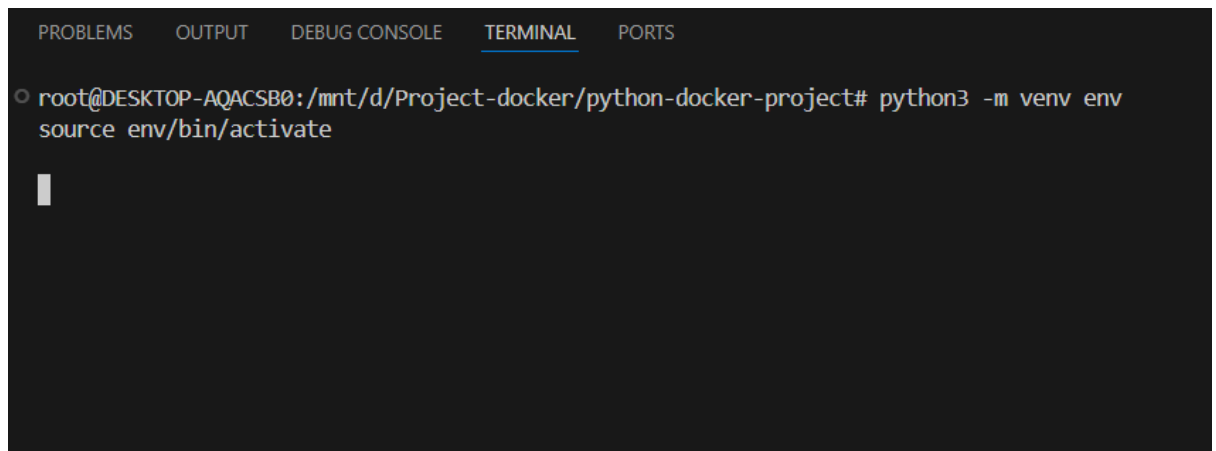 PROBLEMS OUTPUT DEBUG CONSOLE TERMINAL PORTS
root@DESKTOP-AQACSB0:/mnt/d/Project-docker/python-docker-project# python3 -m venv env
source env/bin/activate